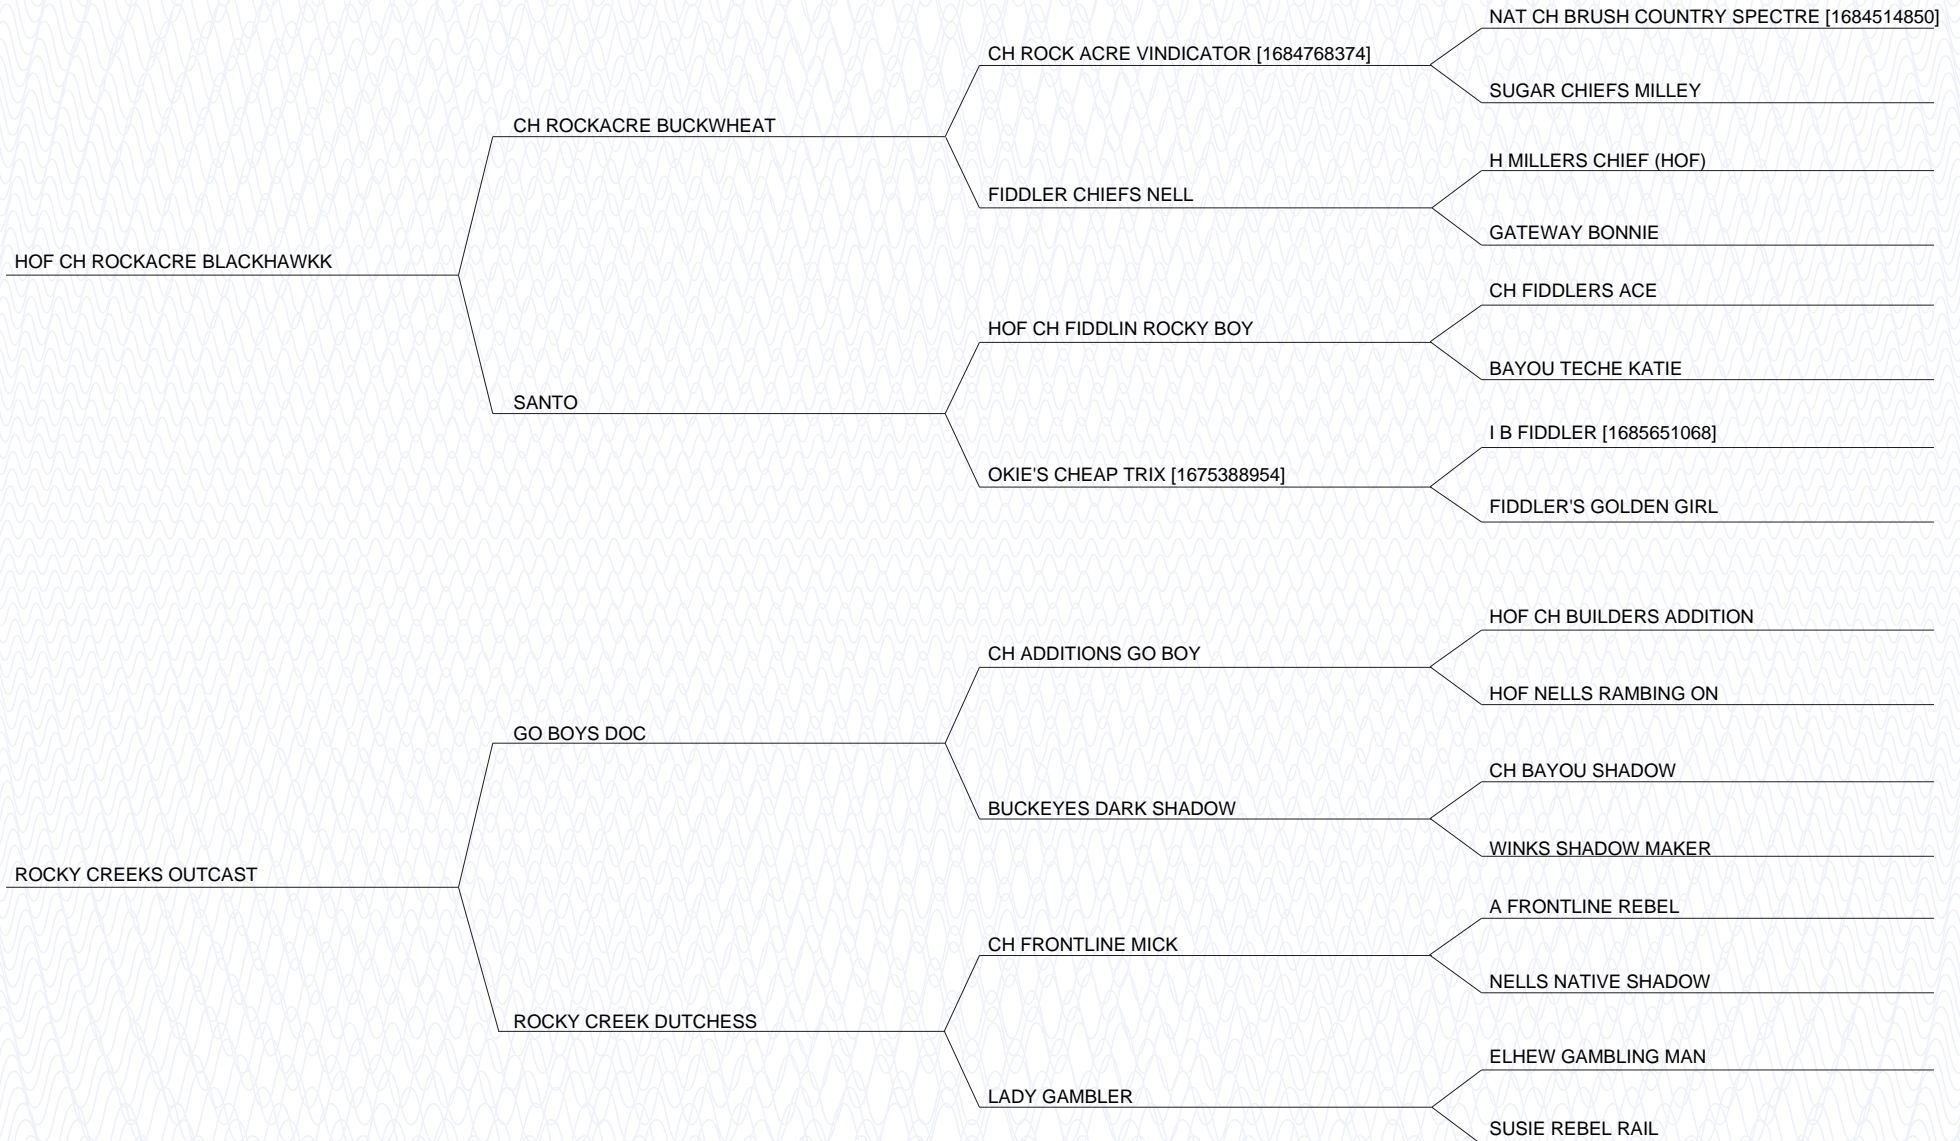 NAT CH BRUSH COUNTRY SPECTRE [1684514850]
CH ROCK ACRE VINDICATOR [1684768374]
SUGAR CHIEFS MILLEY
CH ROCKACRE BUCKWHEAT
H MILLERS CHIEF (HOF)
FIDDLER CHIEFS NELL
GATEWAY BONNIE
HOF CH ROCKACRE BLACKHAWKK
CH FIDDLERS ACE
HOF CH FIDDLIN ROCKY BOY
BAYOU TECHE KATIE
SANTO
I B FIDDLER [1685651068]
OKIE'S CHEAP TRIX [1675388954]
FIDDLER'S GOLDEN GIRL
HOF CH BUILDERS ADDITION
CH ADDITIONS GO BOY
HOF NELLS RAMBING ON
GO BOYS DOC
CH BAYOU SHADOW
BUCKEYES DARK SHADOW
WINKS SHADOW MAKER
ROCKY CREEKS OUTCAST
A FRONTLINE REBEL
CH FRONTLINE MICK
NELLS NATIVE SHADOW
ROCKY CREEK DUTCHESS
ELHEW GAMBLING MAN
LADY GAMBLER
SUSIE REBEL RAIL